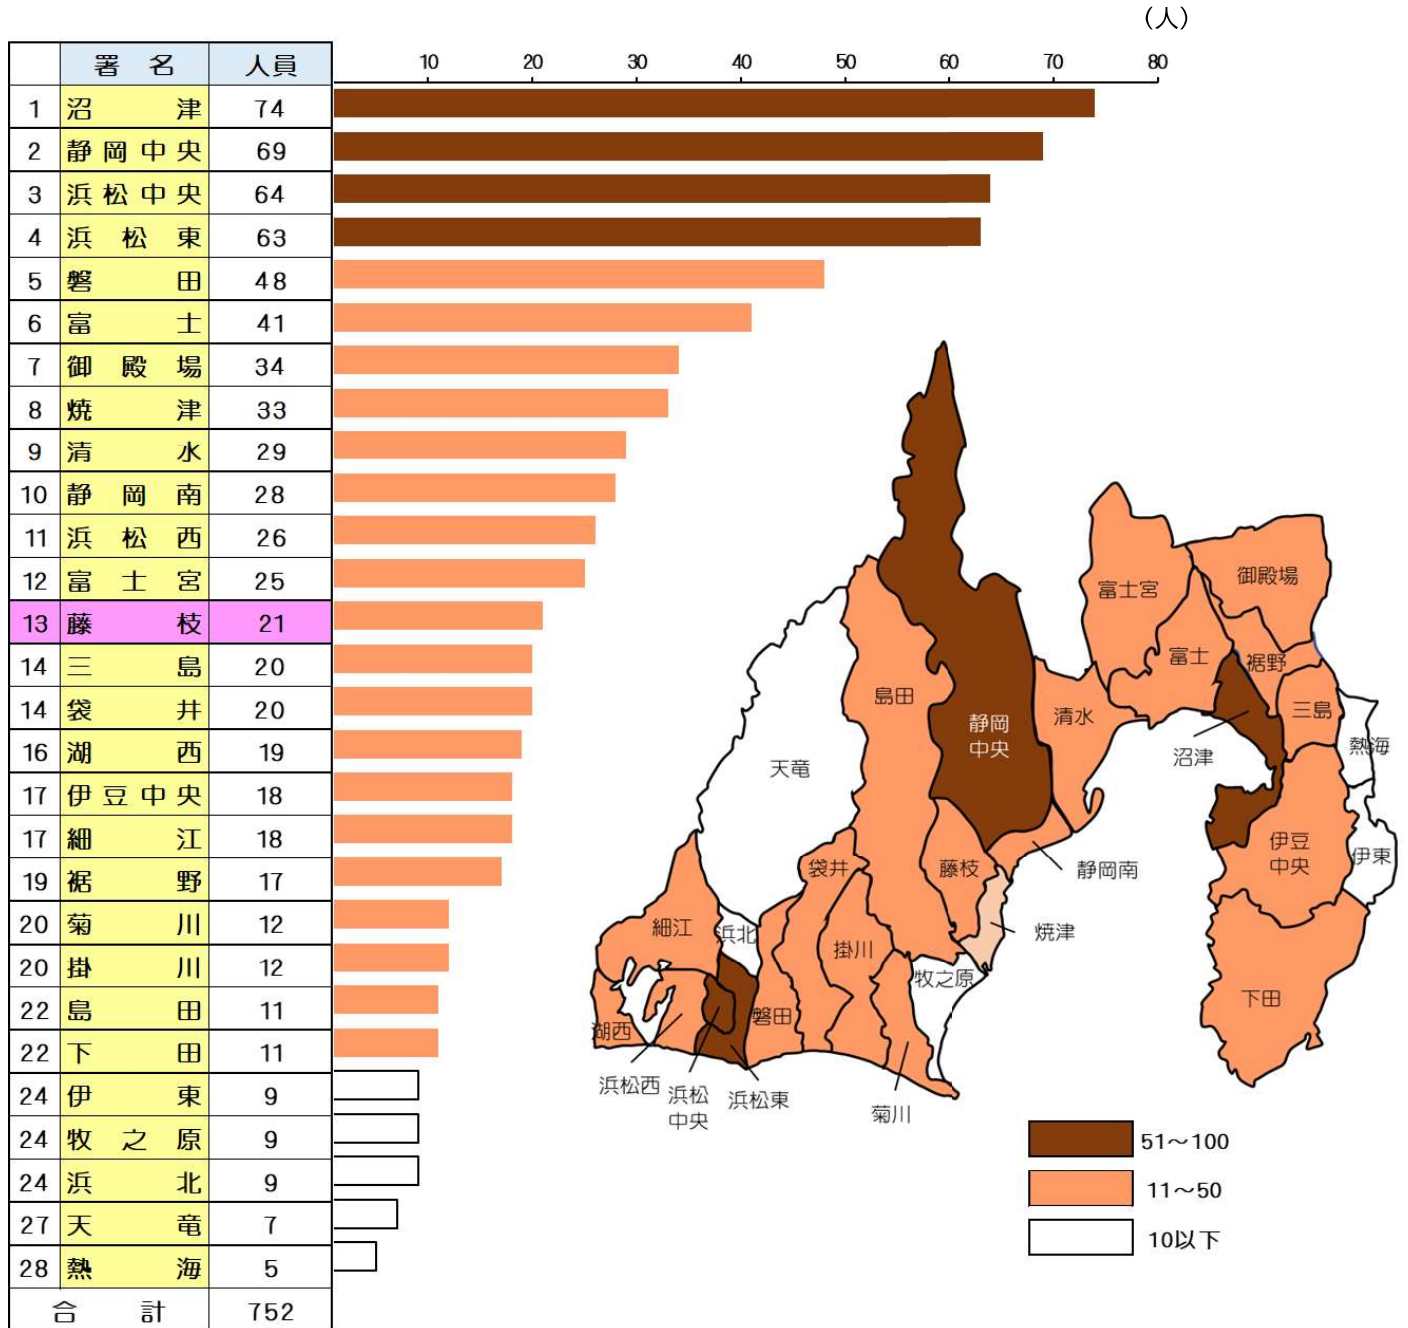 (人)
署名 人員 10 20 30 40 50 60 70 80
1 沼津 74
2 静岡中央 69
3 浜松中央 64
4 浜松東 63
5 磐田 48
6 富士 41
7 御殿場 34
8 焼津 33
9 清水 29
10 静岡南 28
11 浜松西 26
12 富士宮 25
13 藤枝 21
14 三島 20
14 袋井 20
16 湖西 19
17 伊豆中央 18
17 細江 18
19 裾野 17
20 菊川 12
20 掛川 12
22 島田 11
22 下田 11
24 伊東 9
24 牧之原 9
24 浜北 9
27 天竜 7
28 熱海 5
合計 752
御殿場
富士宮
富士
裾野
島田
静岡
中央
清水
三島
熱海
沼津
天竜
伊豆
中央
伊東
袋井
藤枝
静岡南
細江
浜北
掛川
焼津
牧之原
下田
湖西
磐田
浜松西
浜松
中央
浜松東
菊川
51～100
11～50
10以下